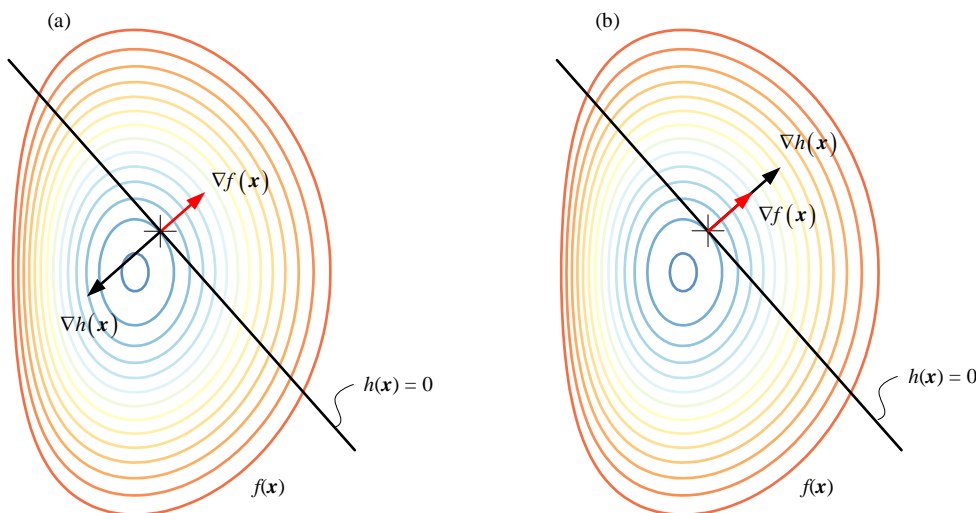 (a)
∇f(x)
∇h(x)
h(x) = 0
f(x)
(b)
∇h(x)
∇f(x)
h(x) = 0
f(x)